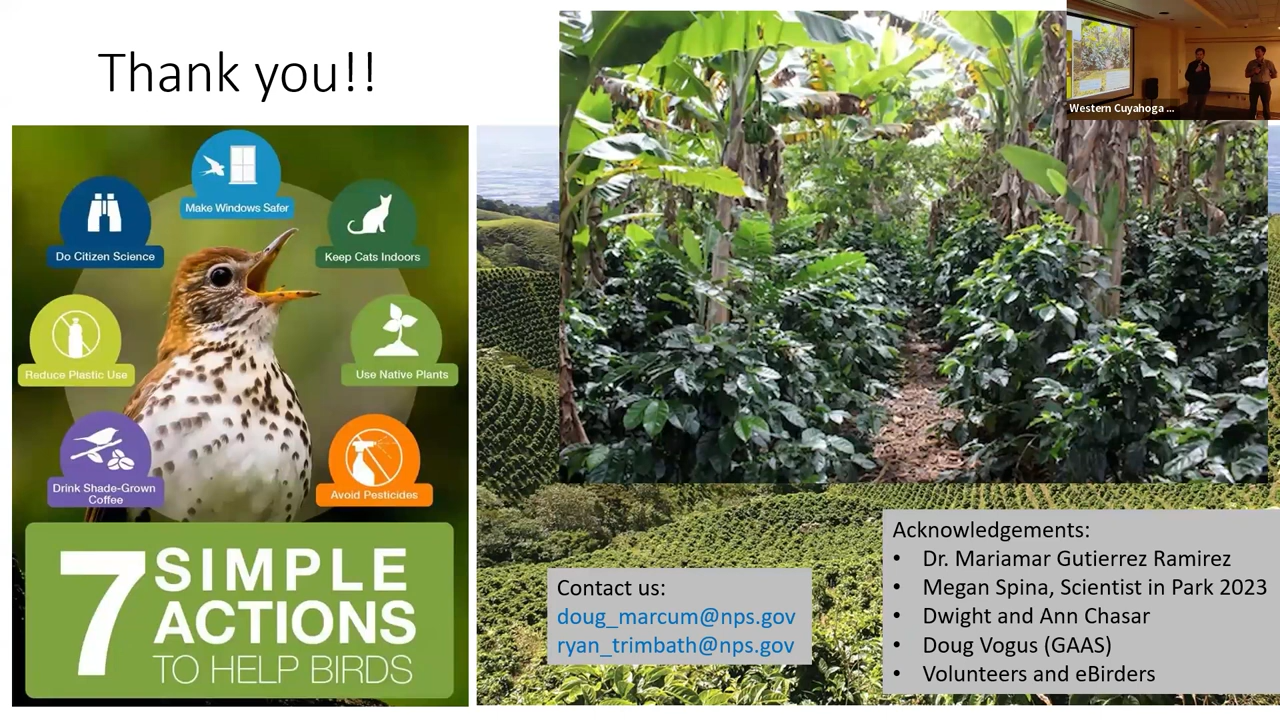 Thank you!!
Western Cuyahoga ...
Make Windows Safer
Do Citizen Science
Keep Cats Indoors
Reduce Plastic Use
Use Native Plants
Drink Shade-Grown
Coffee
Avoid Pesticides
7 SIMPLE
ACTIONS
TO HELP BIRDS
Contact us:
doug_marcum@nps.gov
ryan_trimbath@nps.gov
Acknowledgements:
• Dr. Mariamar Gutierrez Ramirez
• Megan Spina, Scientist in Park 2023
• Dwight and Ann Chasar
• Doug Vogus (GAAS)
• Volunteers and eBirders